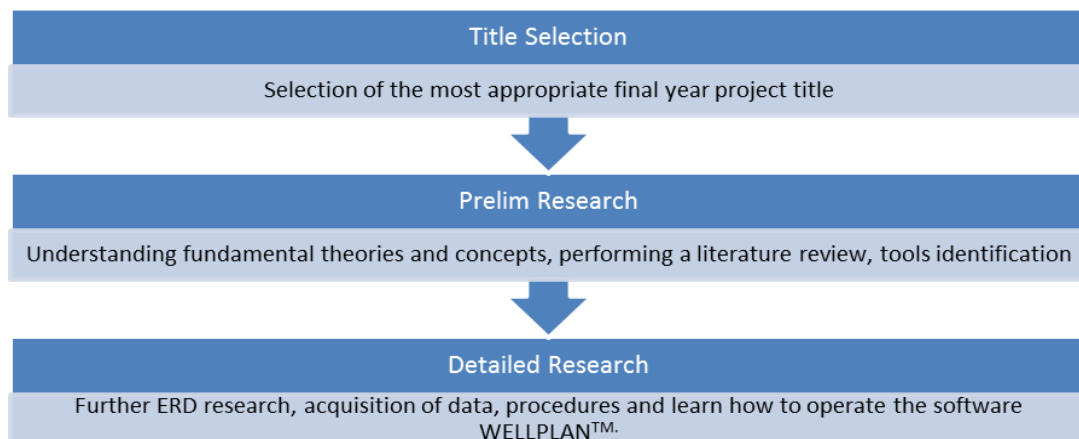 Title Selection
Selection of the most appropriate final year project title
Prelim Research
Understanding fundamental theories and concepts, performing a literature review, tools identification
Detailed Research
Further ERD research, acquisition of data, procedures and learn how to operate the software
WELLPLAN™.